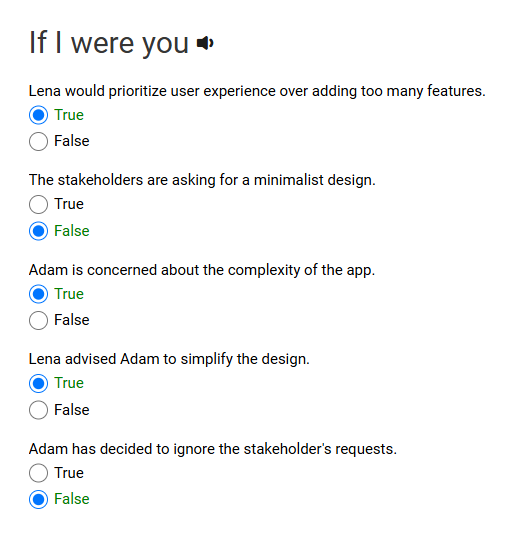 If I were you
Lena would prioritize user experience over adding too many features.
True
False
The stakeholders are asking for a minimalist design.
True
False
Adam is concerned about the complexity of the app.
True
False
Lena advised Adam to simplify the design.
True
False
Adam has decided to ignore the stakeholder's requests.
True
False